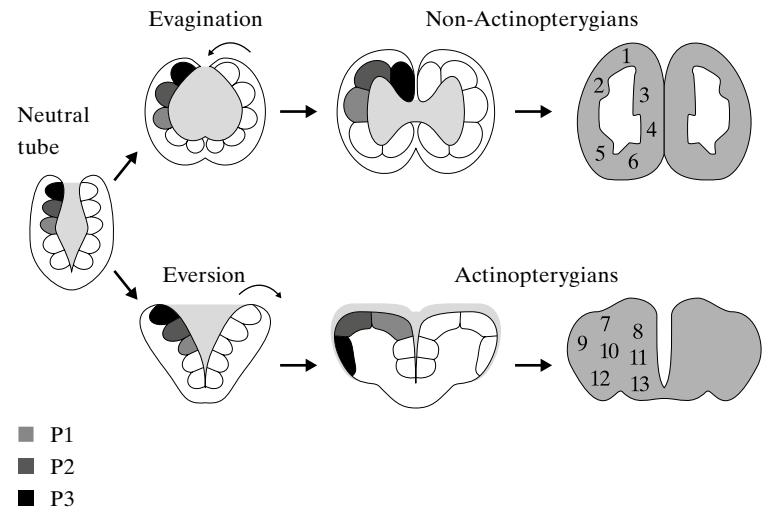 Evagination
Non-Actinopterygians
Neutral
tube
1
2
3
4
5
6
Eversion
Actinopterygians
7
8
9
10
11
12
13
P1
P2
P3